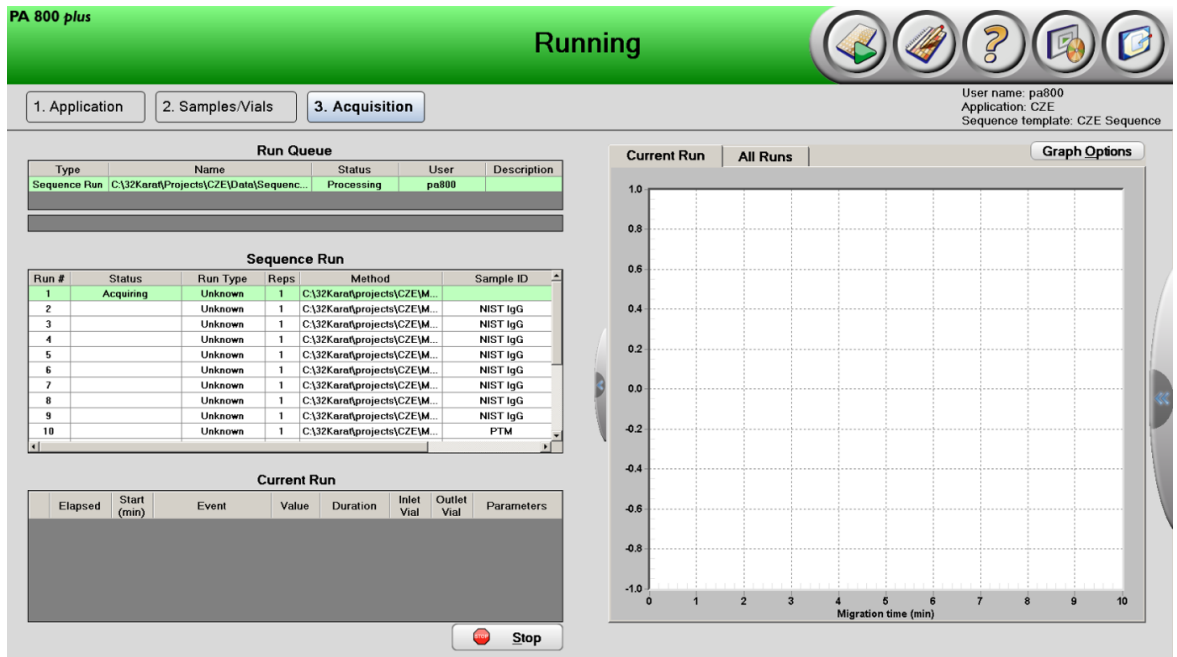 PA 800 plus
Running
1. Application
2. Samples/Vials
3. Acquisition
User name: pa800
Application: CZE
Sequence template: CZE Sequence
Run Queue
Type Name Status User Description
Sequence Run C:\32Karat\Projects\CZE\Data\Sequenc... Processing pa800
Sequence Run
Run # Status Run Type Reps Method Sample ID
1 Acquiring Unknown 1 C:\32Karat\projects\CZE\M...
2 Unknown 1 C:\32Karat\projects\CZE\M... NIST IgG
3 Unknown 1 C:\32Karat\projects\CZE\M... NIST IgG
4 Unknown 1 C:\32Karat\projects\CZE\M... NIST IgG
5 Unknown 1 C:\32Karat\projects\CZE\M... NIST IgG
6 Unknown 1 C:\32Karat\projects\CZE\M... NIST IgG
7 Unknown 1 C:\32Karat\projects\CZE\M... NIST IgG
8 Unknown 1 C:\32Karat\projects\CZE\M... NIST IgG
9 Unknown 1 C:\32Karat\projects\CZE\M... NIST IgG
10 Unknown 1 C:\32Karat\projects\CZE\M... PTM
Current Run
Elapsed Start (min) Event Value Duration Inlet Vial Outlet Vial Parameters
STOP Stop
Current Run All Runs Graph Options
1.0
0.8
0.6
0.4
0.2
0.0
-0.2
-0.4
-0.6
-0.8
-1.0
0 1 2 3 4 5 6 7 8 9 10
Migration time (min)